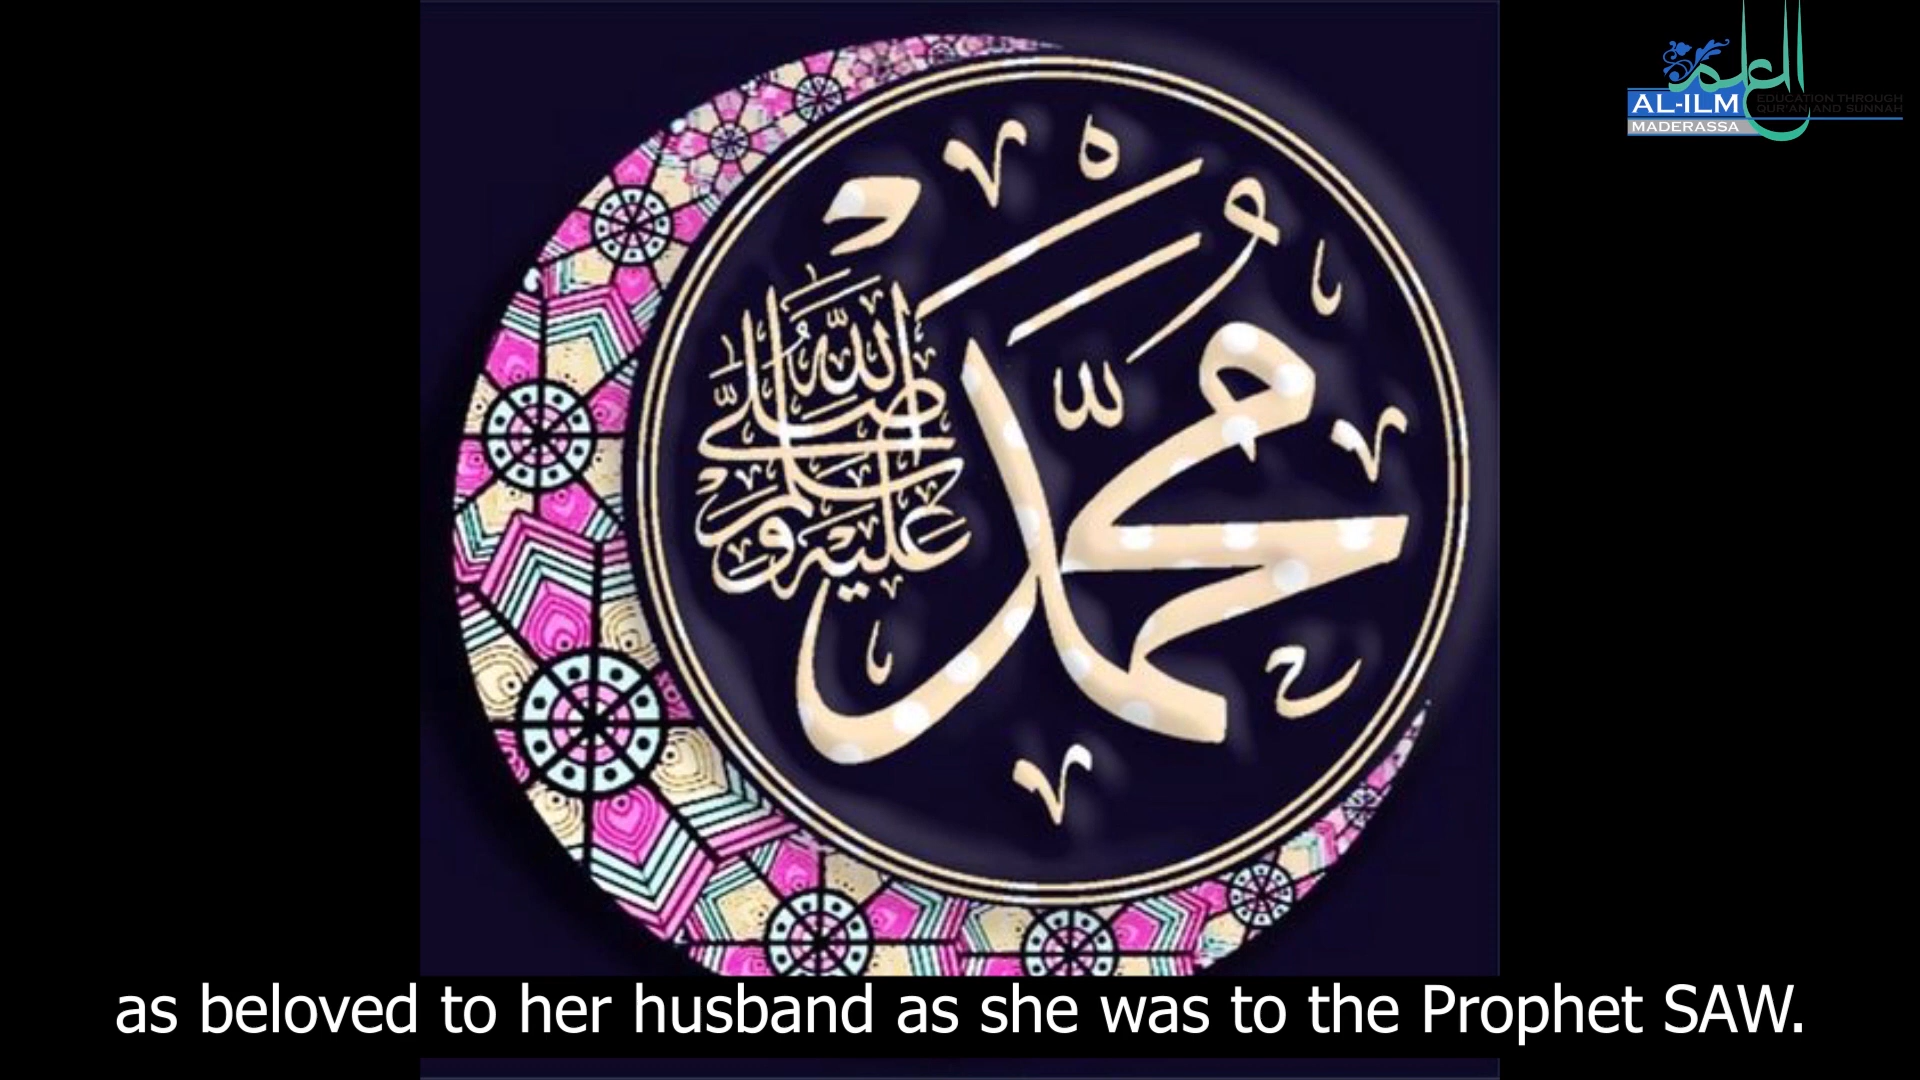 العلم
AL-ILM
MADERASSA
EDUCATION THROUGH
QUR'AN AND SUNNAH
مُحَمَّد
صلى الله
عليه وسلم
as beloved to her husband as she was to the Prophet SAW.